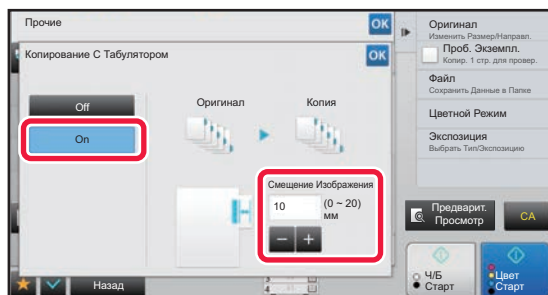 Прочие
OK
Копирование С Табулятором
OK
Off
On
Оригинал
Копия
Смещение Изображения
10
(0 ~ 20)
мм
Назад
Оригинал
Изменить Размер/Направл.
Проб. Экземпл.
Копир. 1 стр. для провер.
Файл
Сохранить Данные в Папке
Цветной Режим
Экспозиция
Выбрать Тип/Экспозицию
Предварит.
Просмотр
CA
Ч/Б
Старт
Цвет
Старт